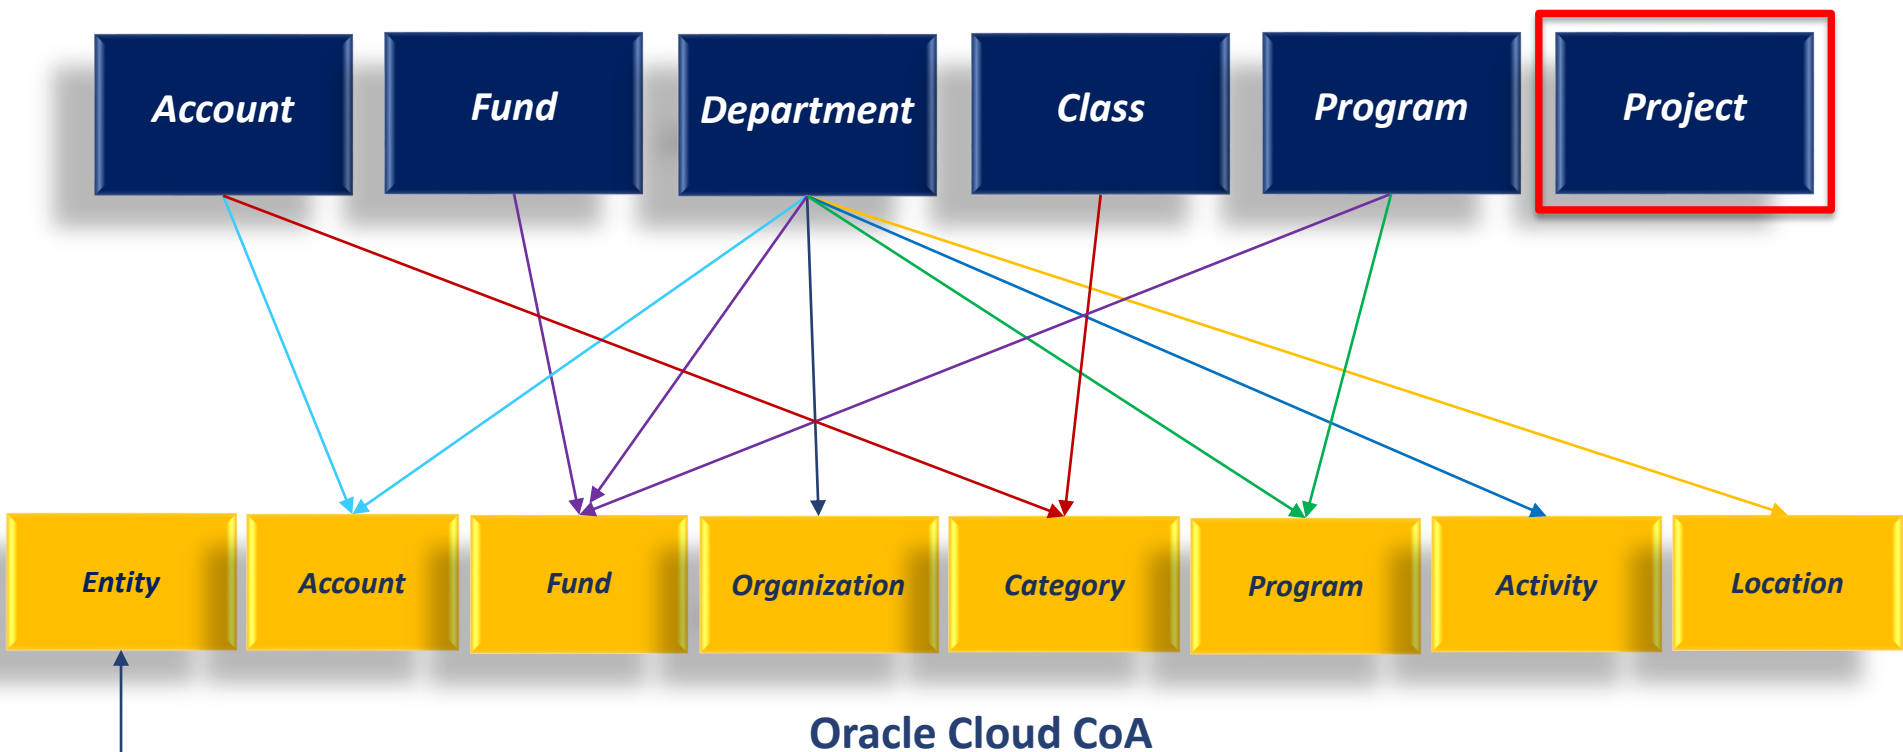 Account
Fund
Department
Class
Program
Project
Entity
Account
Fund
Organization
Category
Program
Activity
Location
Oracle Cloud CoA